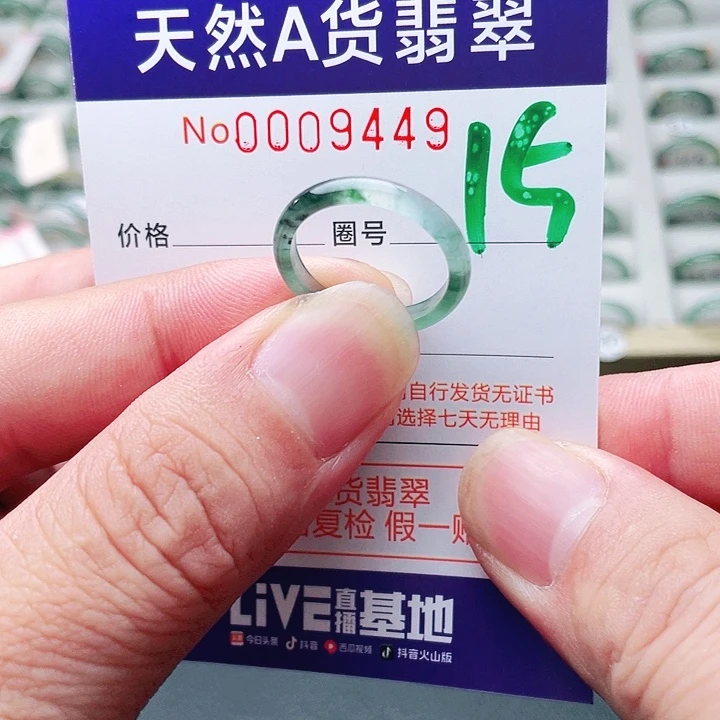 天然A货翡翠
No0009449
15
价格 圈号
自行发货无证书
选择七天无理由
货翡翠
复检 假一
LiVE直播基地
今日头条 抖音 西瓜视频 抖音火山版